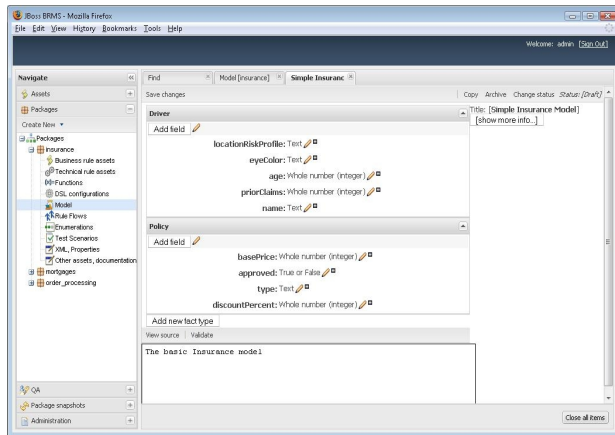 JBoss BRMS - Mozilla Firefox
File Edit View History Bookmarks Tools Help
Welcome: admin [Sign Out]
Navigate
Assets
Packages
Create New
Packages
insurance
Business rule assets
Technical rule assets
Functions
DSL configurations
Model
Rule Flows
Enumerations
Test Scenarios
XML, Properties
Other assets, documentation
mortgages
order_processing
QA
Package snapshots
Administration
Find
Model [insurance]
Simple Insuranc
Save changes
Copy Archive Change status Status: [Draft]
Driver
Add field
locationRiskProfile: Text
eyeColor: Text
age: Whole number (integer)
priorClaims: Whole number (integer)
name: Text
Policy
Add field
basePrice: Whole number (integer)
approved: True or False
type: Text
discountPercent: Whole number (integer)
Add new fact type
View source Validate
The basic Insurance model
Title: [Simple Insurance Model]
[show more info...]
Close all items